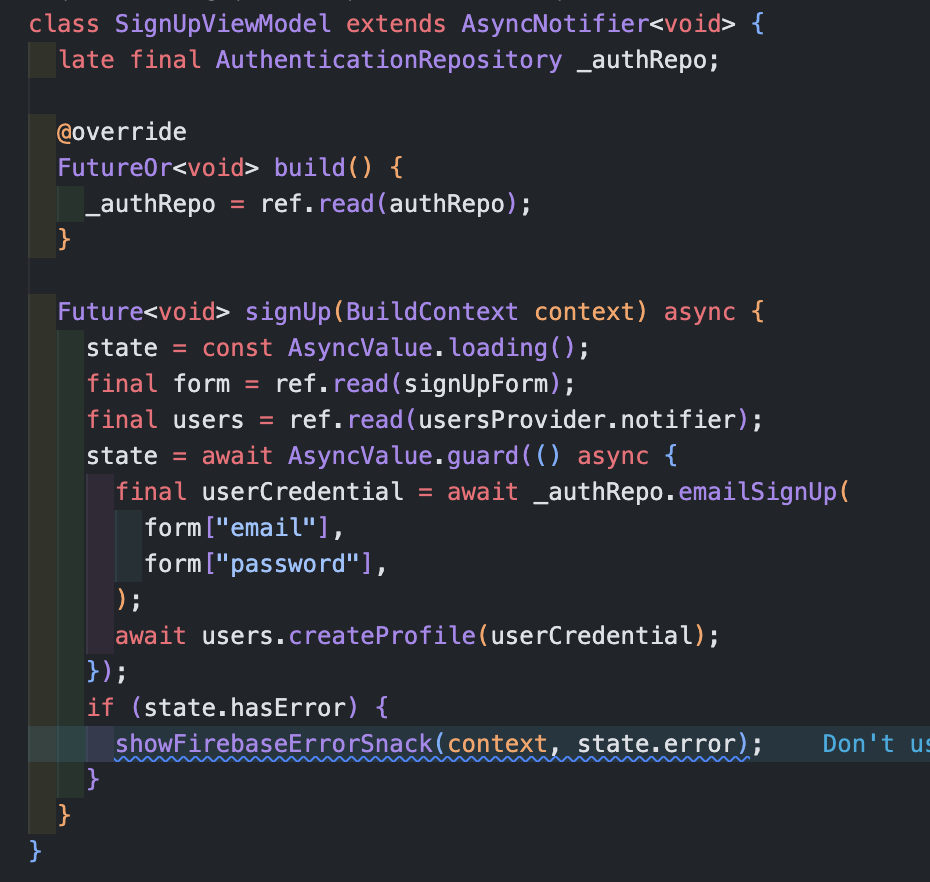 class SignUpViewModel extends AsyncNotifier<void> {
late final AuthenticationRepository _authRepo;
@override
FutureOr<void> build() {
_authRepo = ref.read(authRepo);
}
Future<void> signUp(BuildContext context) async {
state = const AsyncValue.loading();
final form = ref.read(signUpForm);
final users = ref.read(usersProvider.notifier);
state = await AsyncValue.guard(() async {
final userCredential = await _authRepo.emailSignUp(
form["email"],
form["password"],
);
await users.createProfile(userCredential);
});
if (state.hasError) {
showFirebaseErrorSnack(context, state.error); Don't
}
}
}